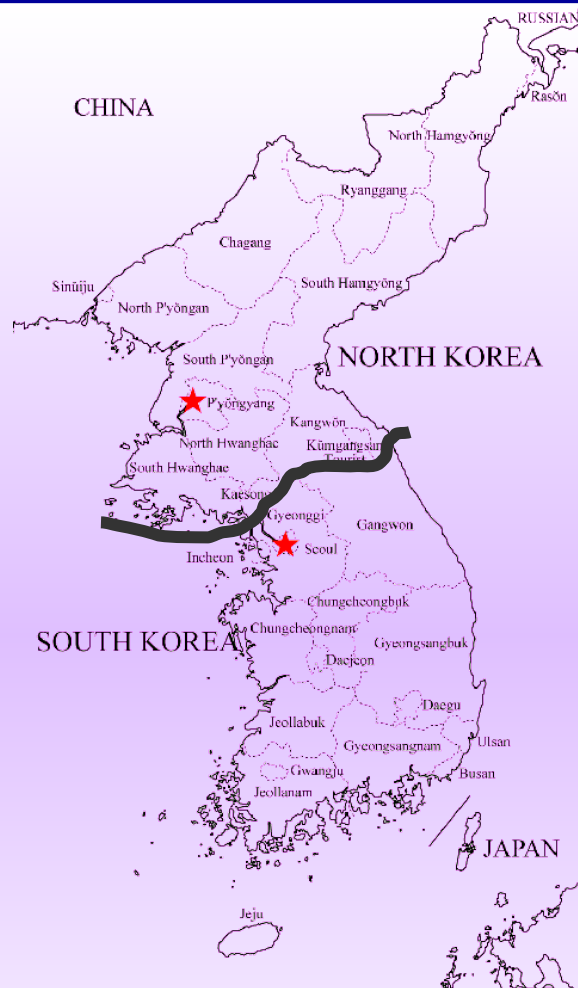 RUSSIAN
CHINA
Rasŏn
North Hamgyŏng
Ryanggang
Chagang
South Hamgyŏng
Sinŭiju
North P'yŏngan
South P'yŏngan
NORTH KOREA
P'yŏngyang
Kangwŏn
North Hwanghae
Kŭmgangsan
Tourist
South Hwanghae
Kaesong
Gyeonggi
Gangwon
Seoul
Incheon
Chungcheongbuk
Chungcheongnam
SOUTH KOREA
Gyeongsangbuk
Daejeon
Daegu
Jeollabuk
Ulsan
Gyeongsangnam
Gwangju
Busan
Jeollanam
JAPAN
Jeju